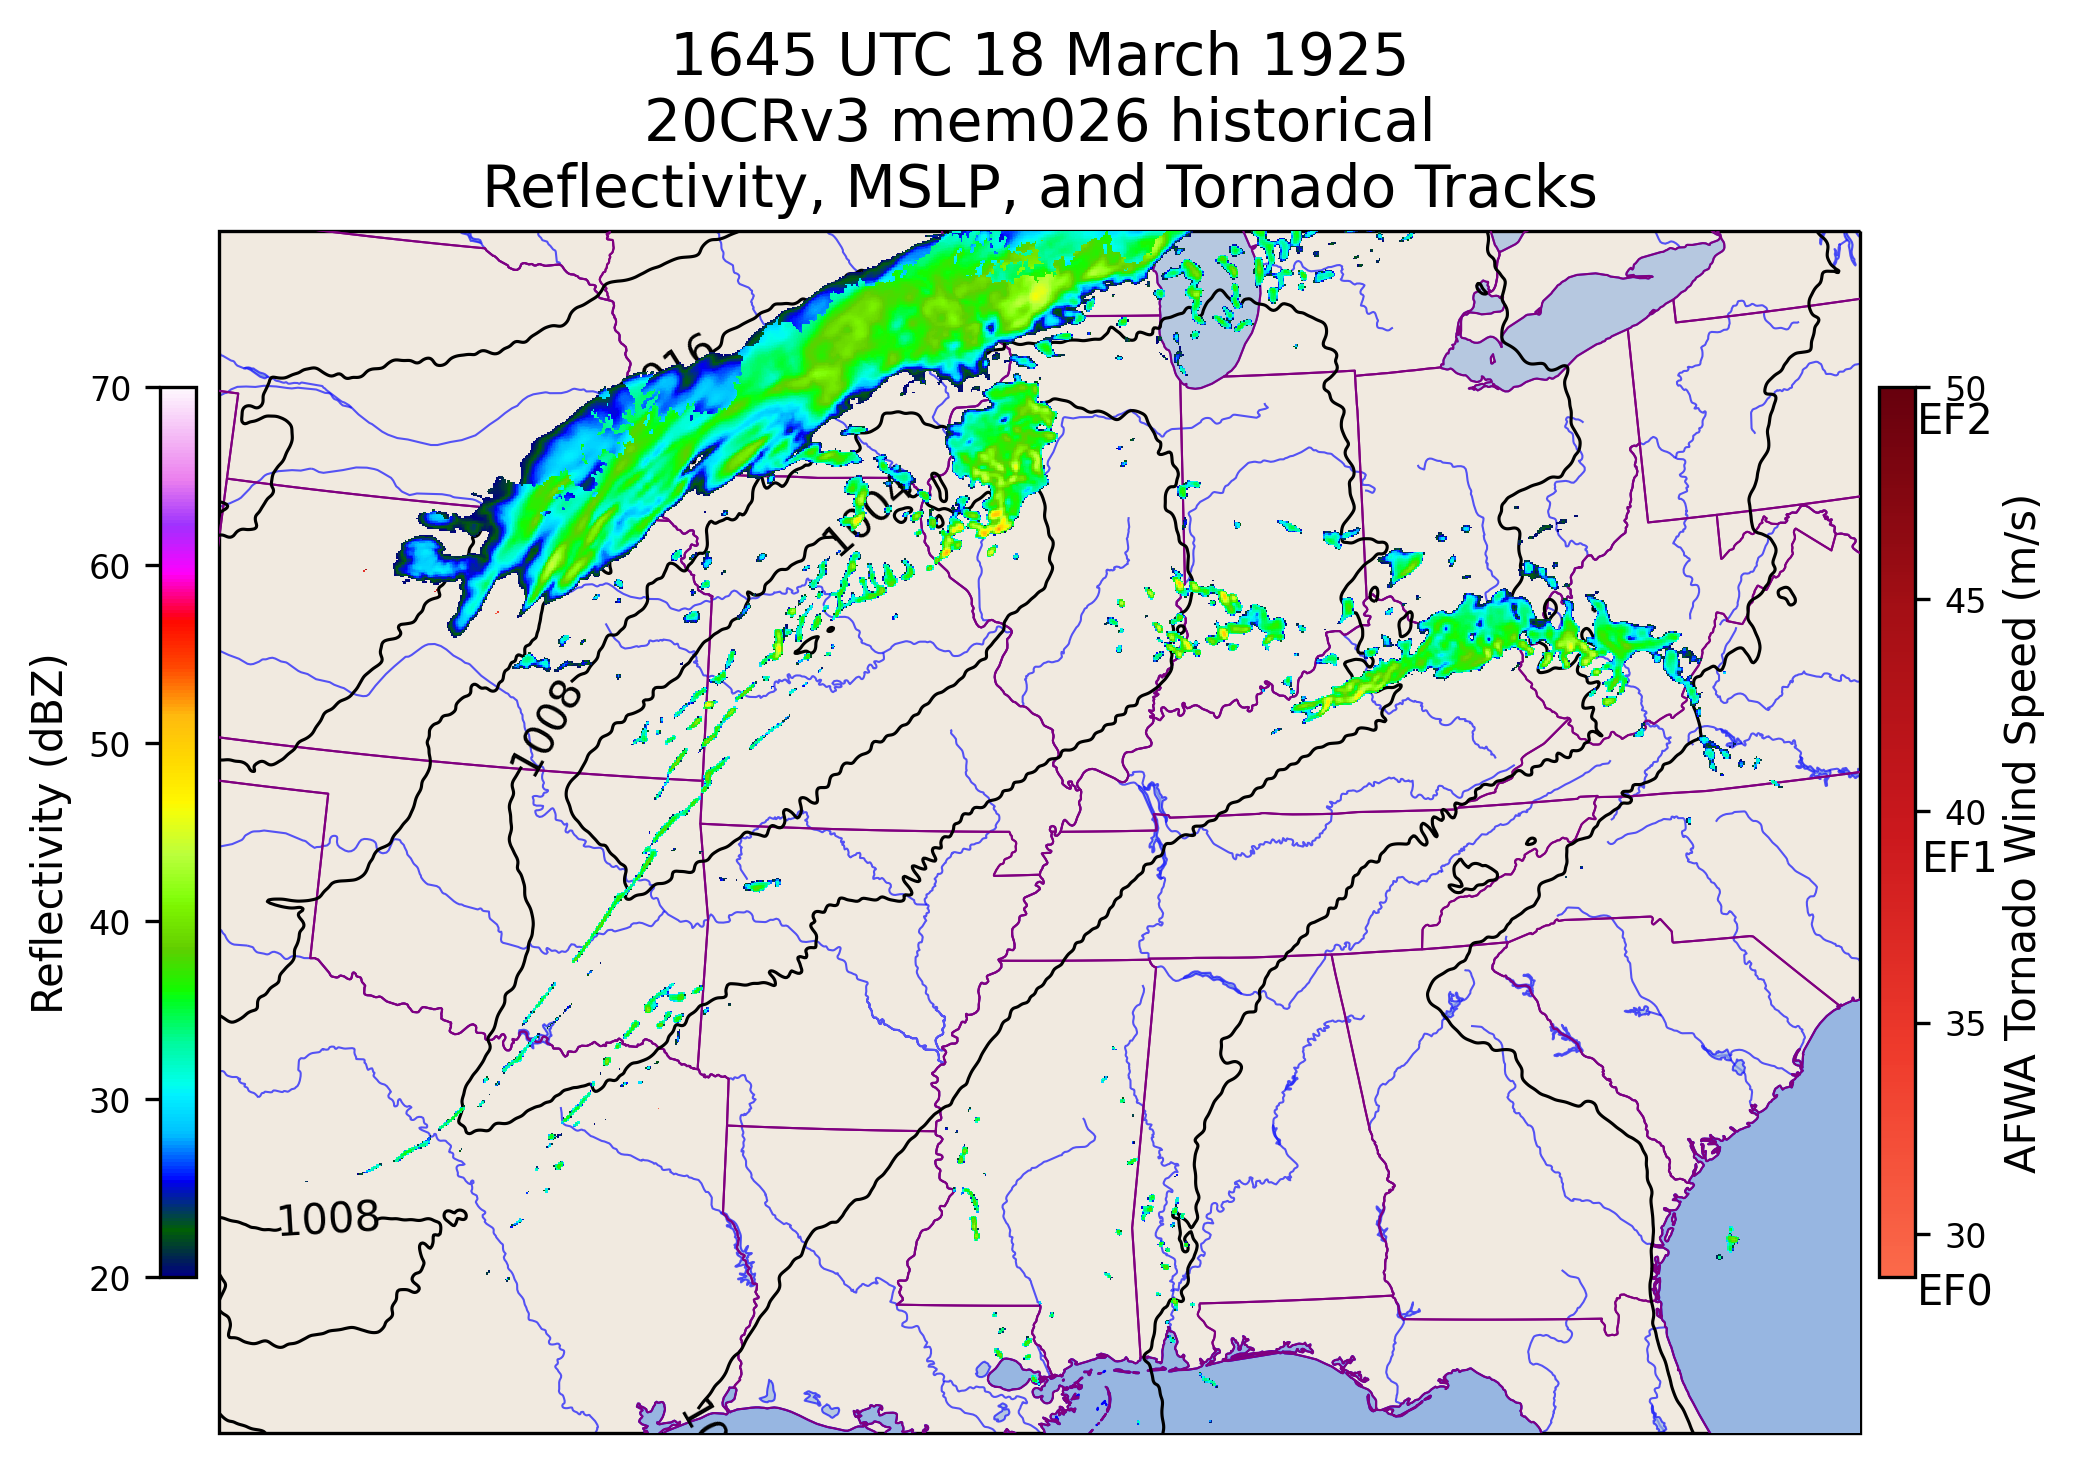 1645 UTC 18 March 1925
20CRv3 mem026 historical
Reflectivity, MSLP, and Tornado Tracks
70
60
50
40
30
20
Reflectivity (dBZ)
1004
1008
1008
50
EF2
45
40
EF1
35
30
EF0
AFWA Tornado Wind Speed (m/s)